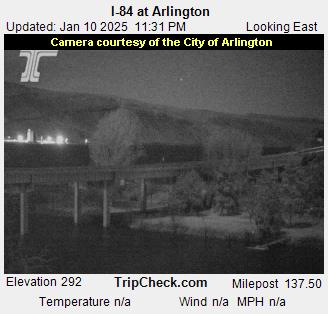 I-84 at Arlington
Updated: Jan 10 2025 11:31 PM Looking East
Camera courtesy of the City of Arlington
Elevation 292 TripCheck.com Milepost 137.50
Temperature n/a Wind n/a MPH n/a